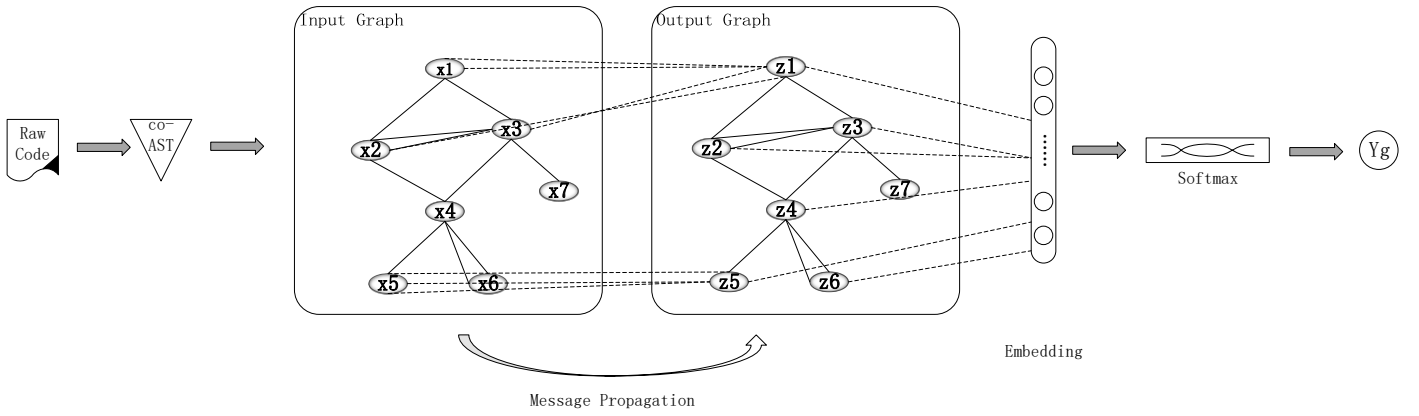 Input Graph
Output Graph
Raw
Code
co-
AST
x1
x2
x3
x4
x5
x6
x7
z1
z2
z3
z4
z5
z6
z7
Softmax
Yg
Embedding
Message Propagation